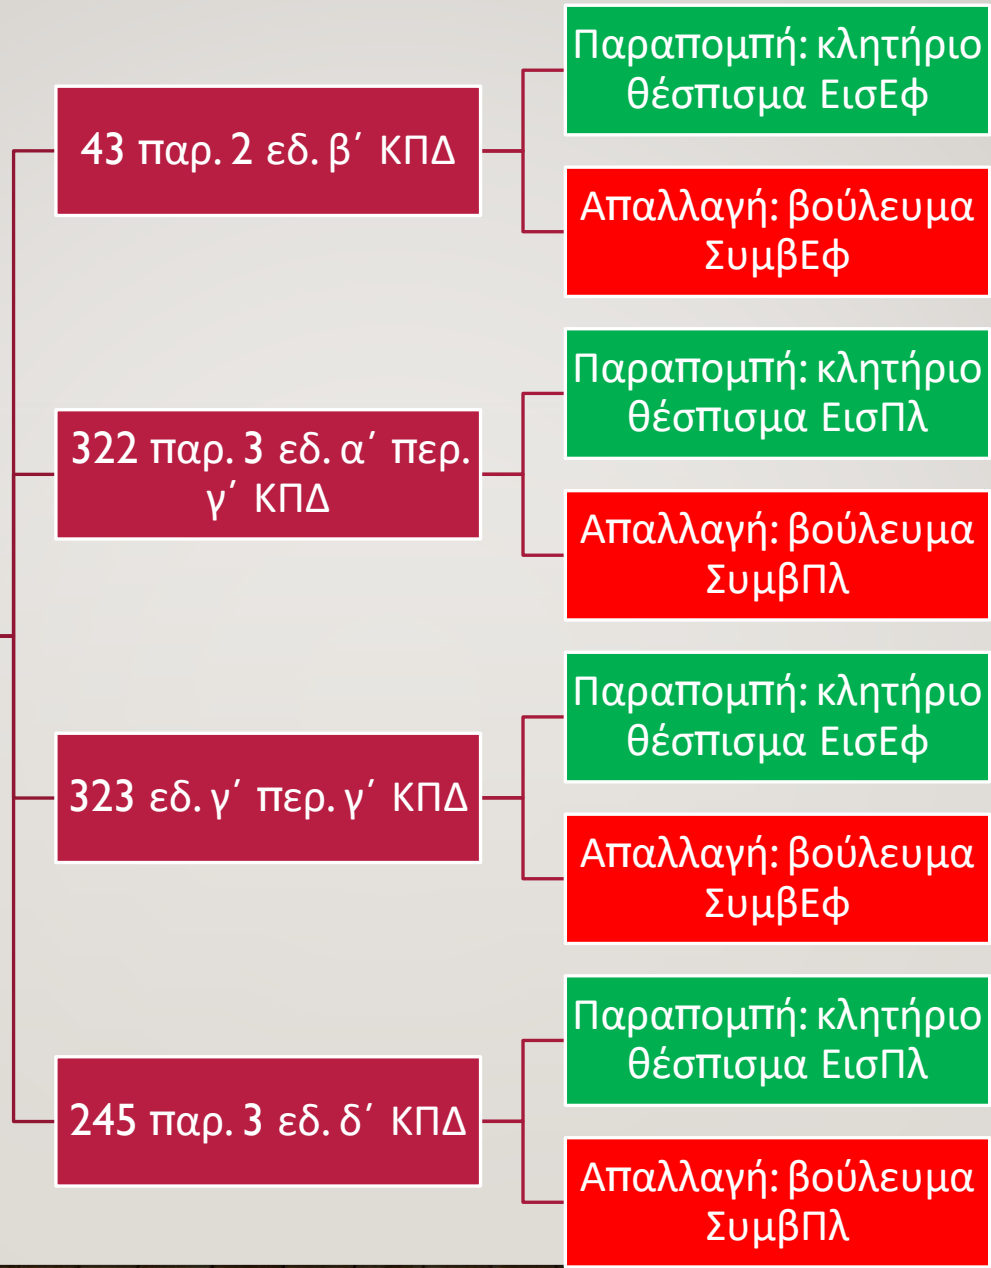 43 παρ. 2 εδ. β΄ ΚΠΔ
Παραπομπή: κλητήριο
θέσπισμα ΕισΕφ
Απαλλαγή: βούλευμα
ΣυμβΕφ
322 παρ. 3 εδ. α΄ περ.
γ΄ ΚΠΔ
Παραπομπή: κλητήριο
θέσπισμα ΕισΠλ
Απαλλαγή: βούλευμα
ΣυμβΠλ
323 εδ. γ΄ περ. γ΄ ΚΠΔ
Παραπομπή: κλητήριο
θέσπισμα ΕισΕφ
Απαλλαγή: βούλευμα
ΣυμβΕφ
245 παρ. 3 εδ. δ΄ ΚΠΔ
Παραπομπή: κλητήριο
θέσπισμα ΕισΠλ
Απαλλαγή: βούλευμα
ΣυμβΠλ